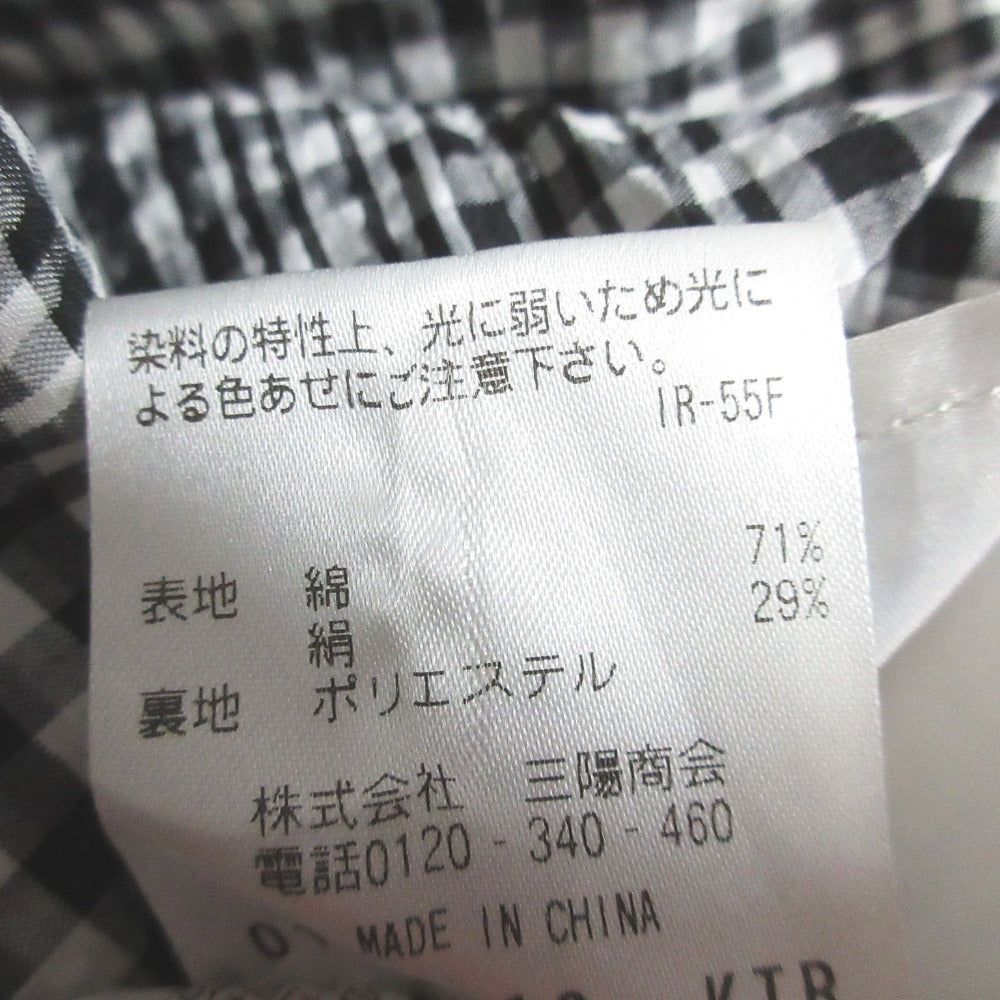 染料の特性上、光に弱いため光に
よる色あせにご注意下さい。
IR-55F
表地 綿 71%
絹 29%
裏地 ポリエステル
株式会社 三陽商会
電話0120-340-460
MADE IN CHINA
KTR